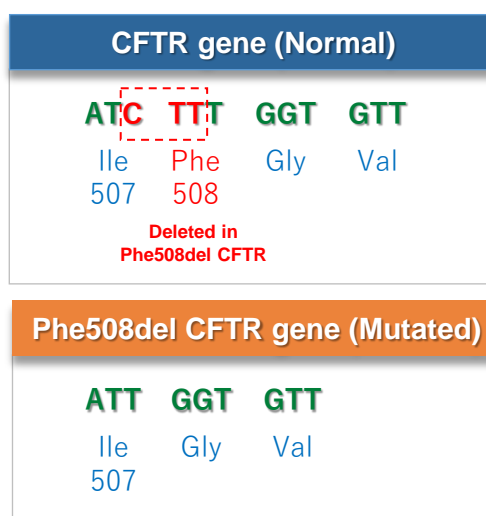 CFTR gene (Normal)
ATC TTT GGT GTT
Ile Phe Gly Val
507 508
Deleted in
Phe508del CFTR
Phe508del CFTR gene (Mutated)
ATT GGT GTT
Ile Gly Val
507